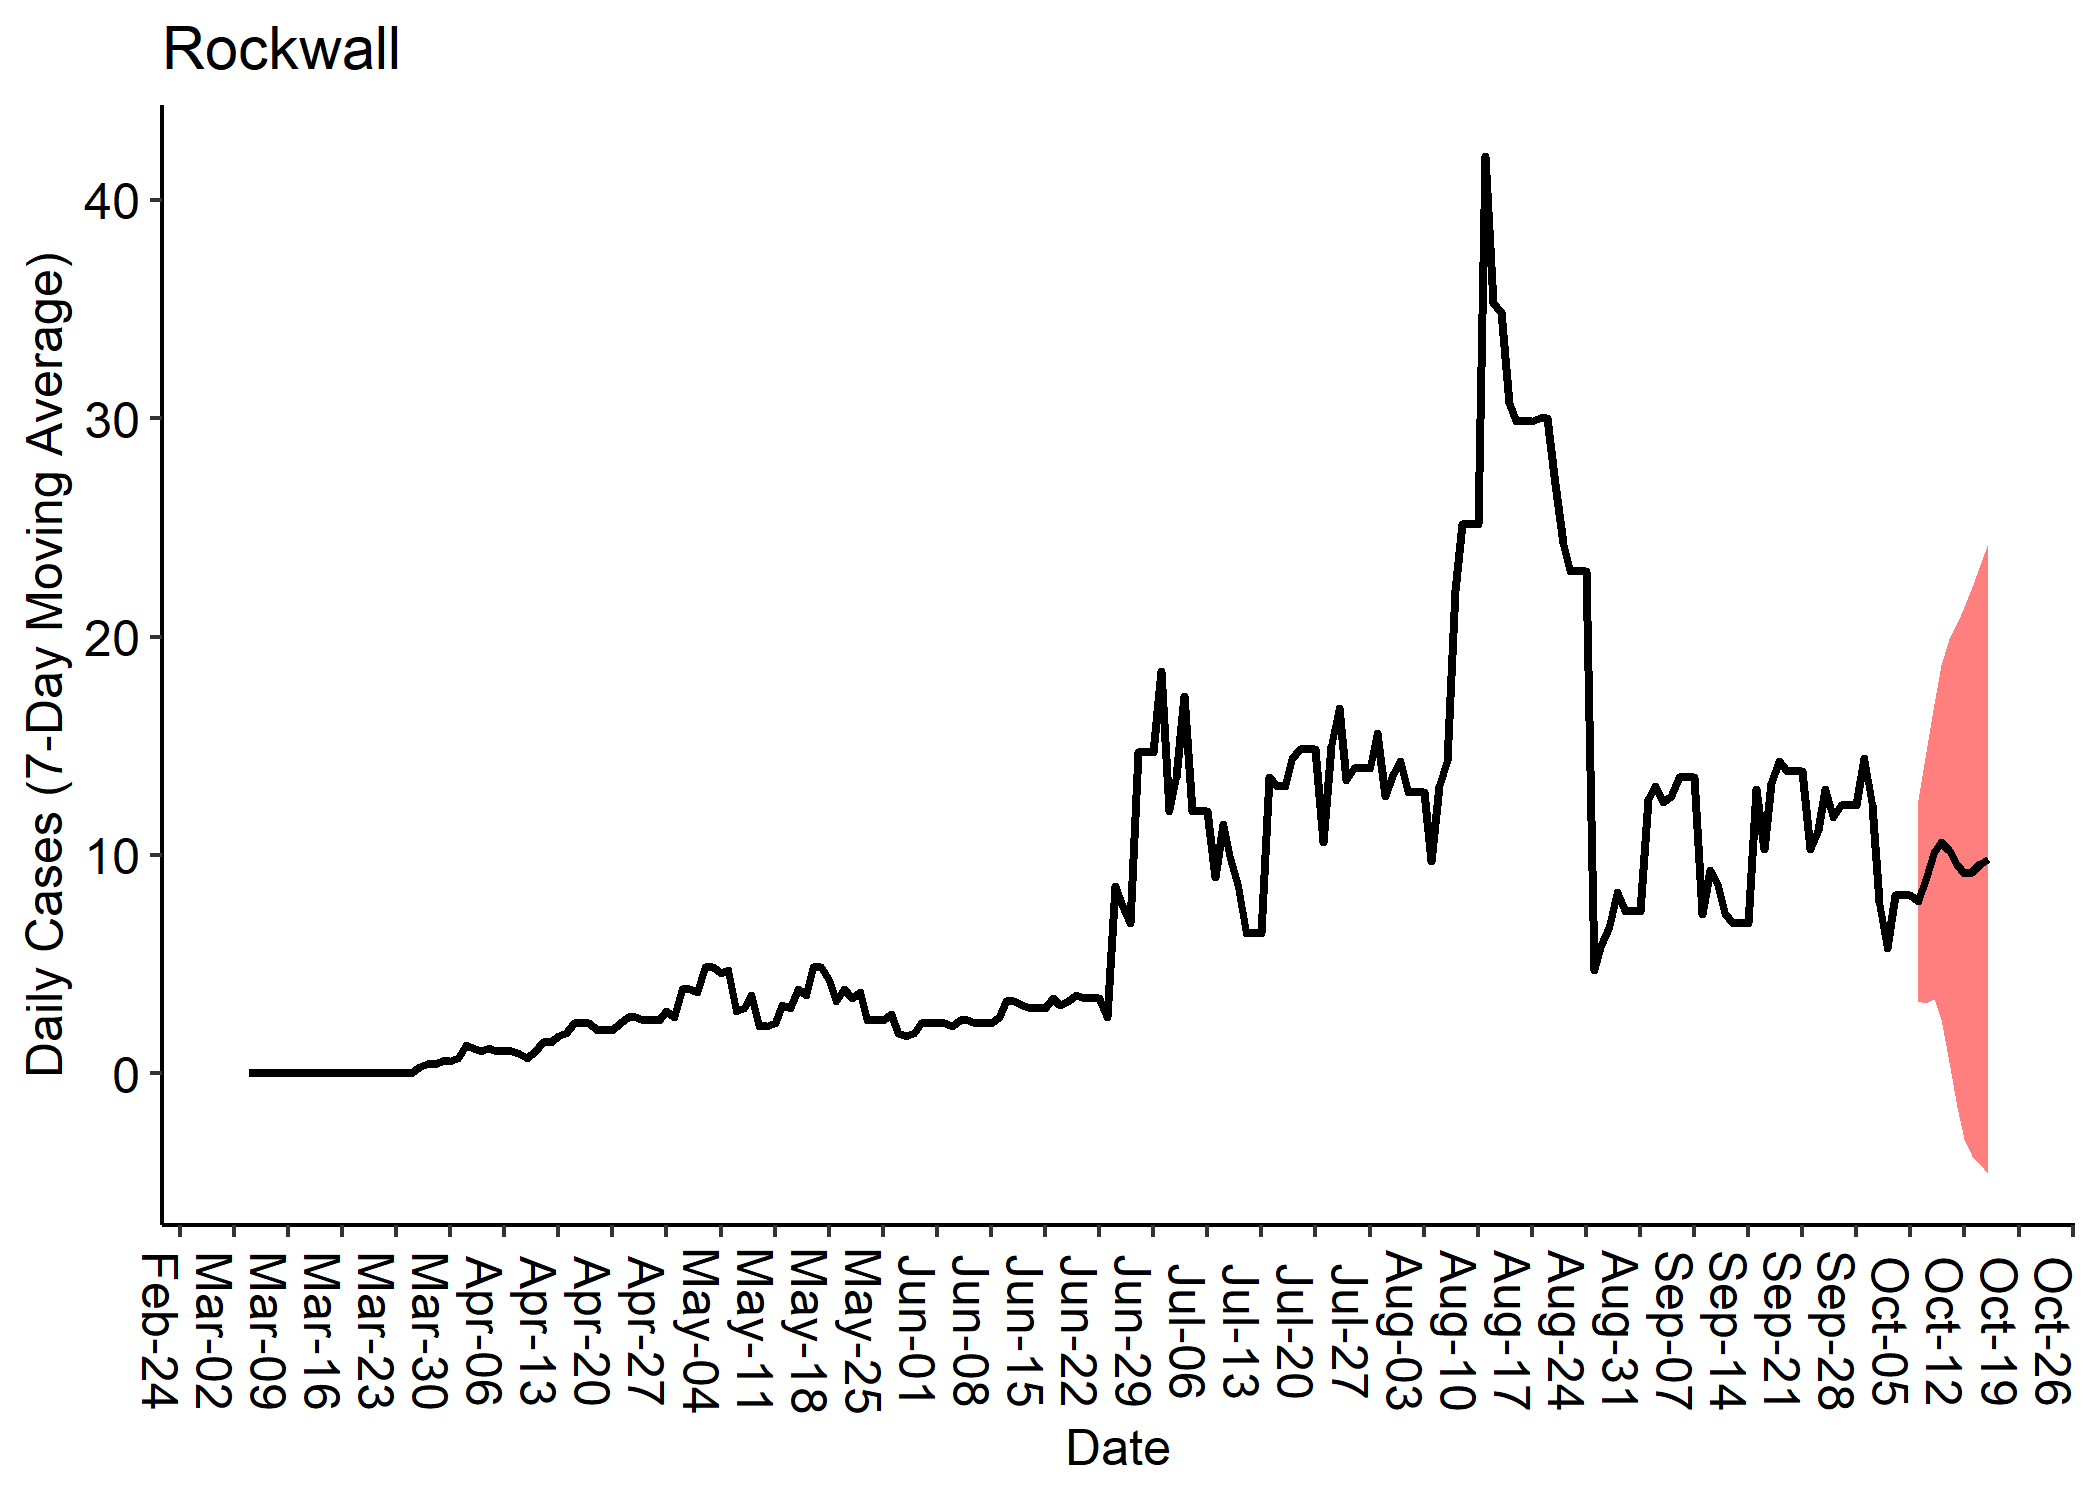 Rockwall
Daily Cases (7-Day Moving Average)
40
30
20
10
0
Feb-24
Mar-02
Mar-09
Mar-16
Mar-23
Mar-30
Apr-06
Apr-13
Apr-20
Apr-27
May-04
May-11
May-18
May-25
Jun-01
Jun-08
Jun-15
Jun-22
Jun-29
Jul-06
Jul-13
Jul-20
Jul-27
Aug-03
Aug-10
Aug-17
Aug-24
Aug-31
Sep-07
Sep-14
Sep-21
Sep-28
Oct-05
Oct-12
Oct-19
Oct-26
Date